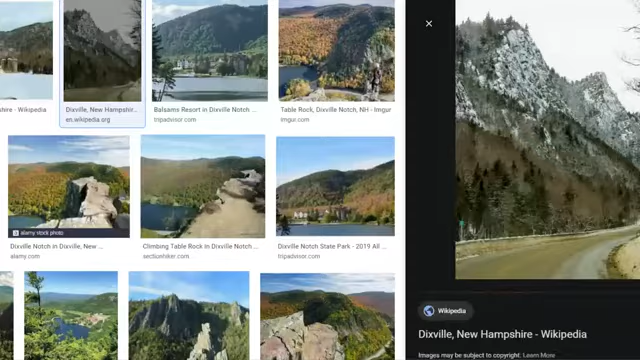 shire - Wikipedia
Dixville, New Hampshir...
en.wikipedia.org
Balsams Resort in Dixville Notch ...
tripadvisor.com
Table Rock, Dixville Notch, NH - Imgur
imgur.com
alamy stock photo
Dixville Notch in Dixville, New ...
alamy.com
Climbing Table Rock in Dixville Notch ...
sectionhiker.com
Dixville Notch State Park - 2019 All ...
tripadvisor.com
Wikipedia
Dixville, New Hampshire - Wikipedia
Images may be subject to copyright. Learn More